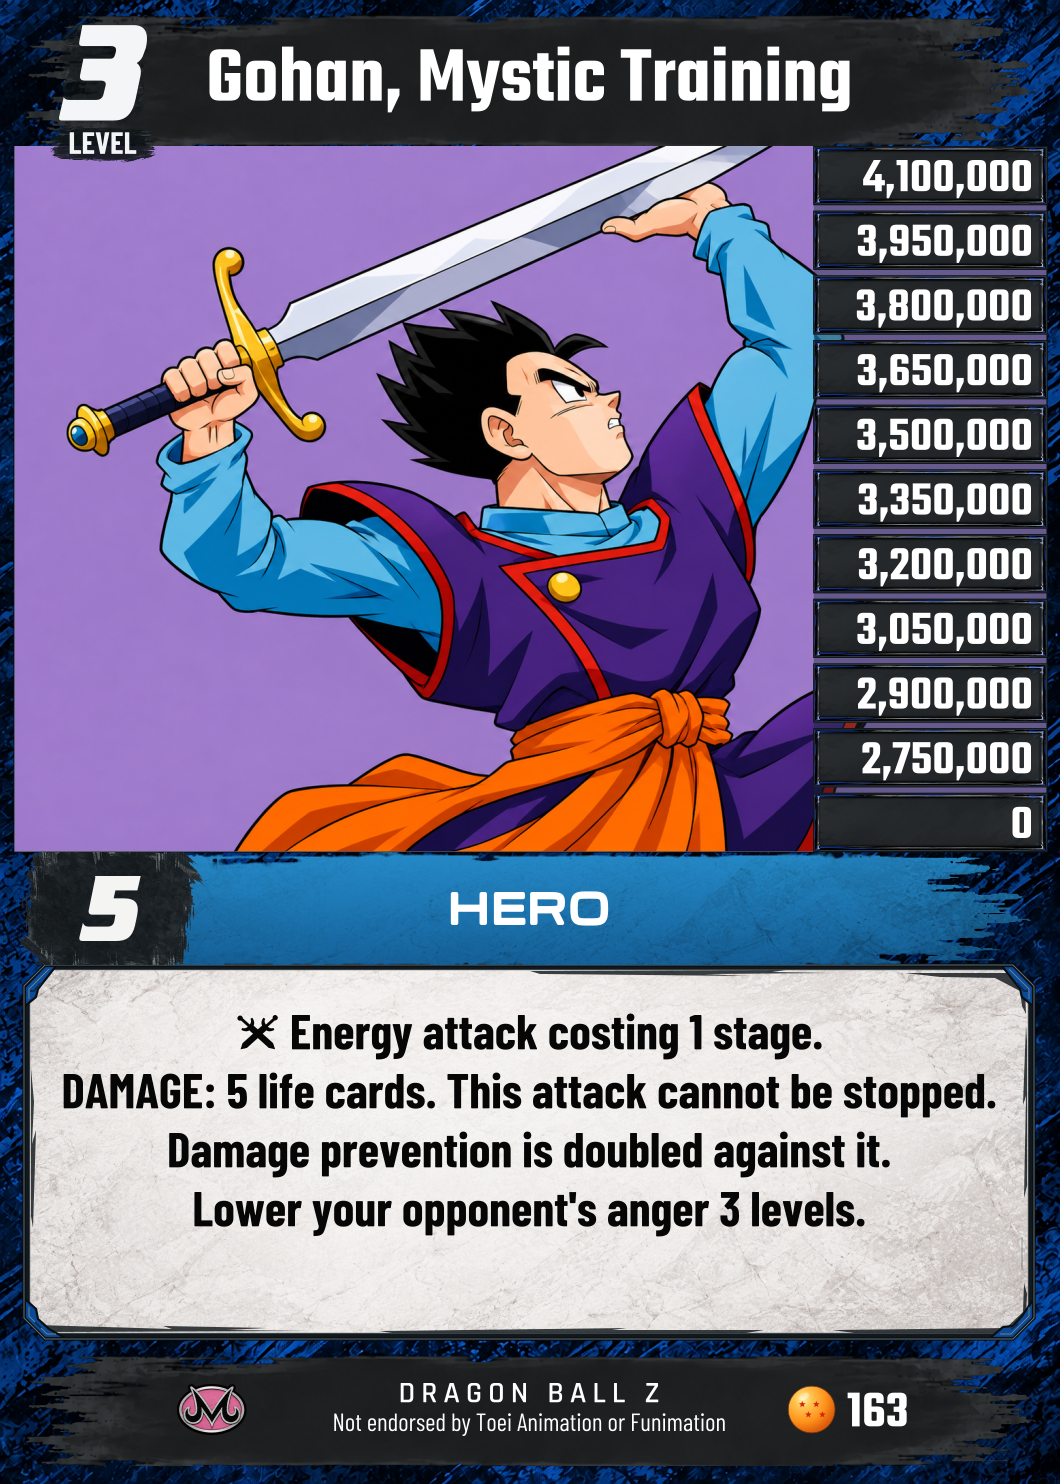 3
LEVEL
Gohan, Mystic Training
4,100,000
3,950,000
3,800,000
3,650,000
3,500,000
3,350,000
3,200,000
3,050,000
2,900,000
2,750,000
0
5
HERO
Energy attack costing 1 stage.
DAMAGE: 5 life cards. This attack cannot be stopped.
Damage prevention is doubled against it.
Lower your opponent's anger 3 levels.
M
DRAGON BALL Z
Not endorsed by Toei Animation or Funimation
163